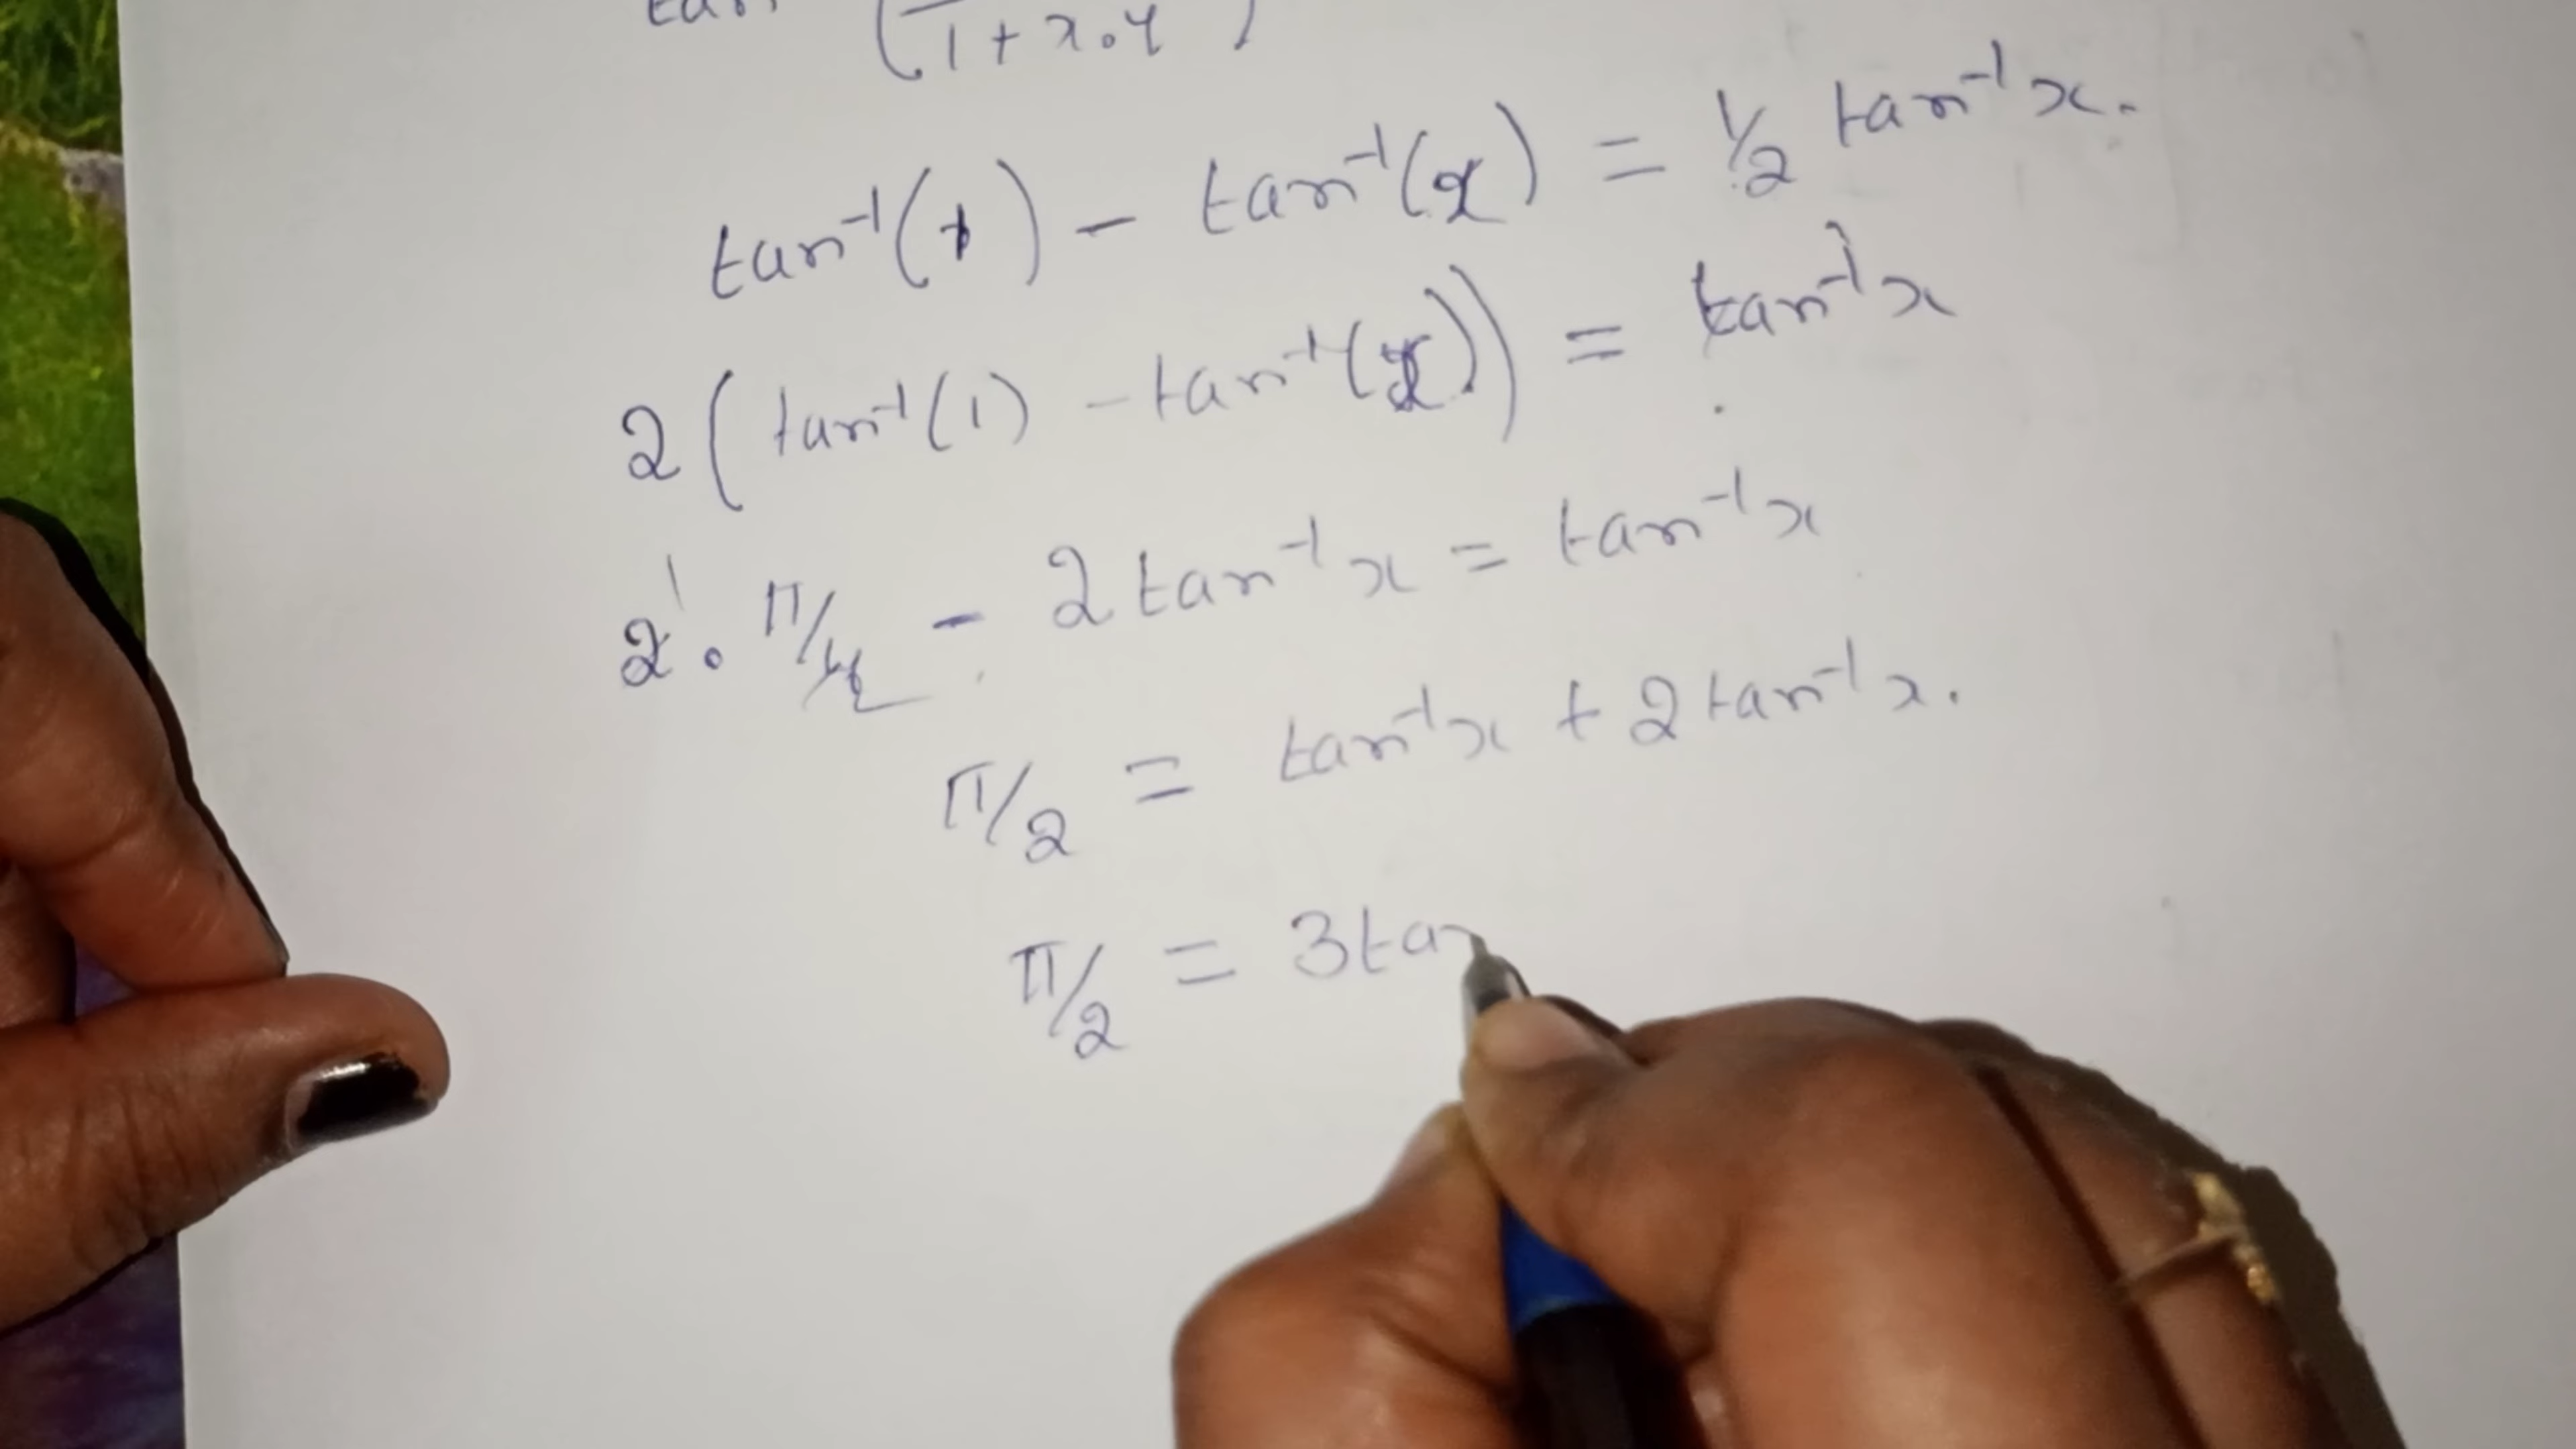 (1 + x.y)
tan⁻¹(1) - tan⁻¹(x) = 1/2 tan⁻¹x.
2(tan⁻¹(1) - tan⁻¹(x)) = tan⁻¹x
2 . π/4 - 2tan⁻¹x = tan⁻¹x
π/2 = tan⁻¹x + 2tan⁻¹x.
π/2 = 3tan